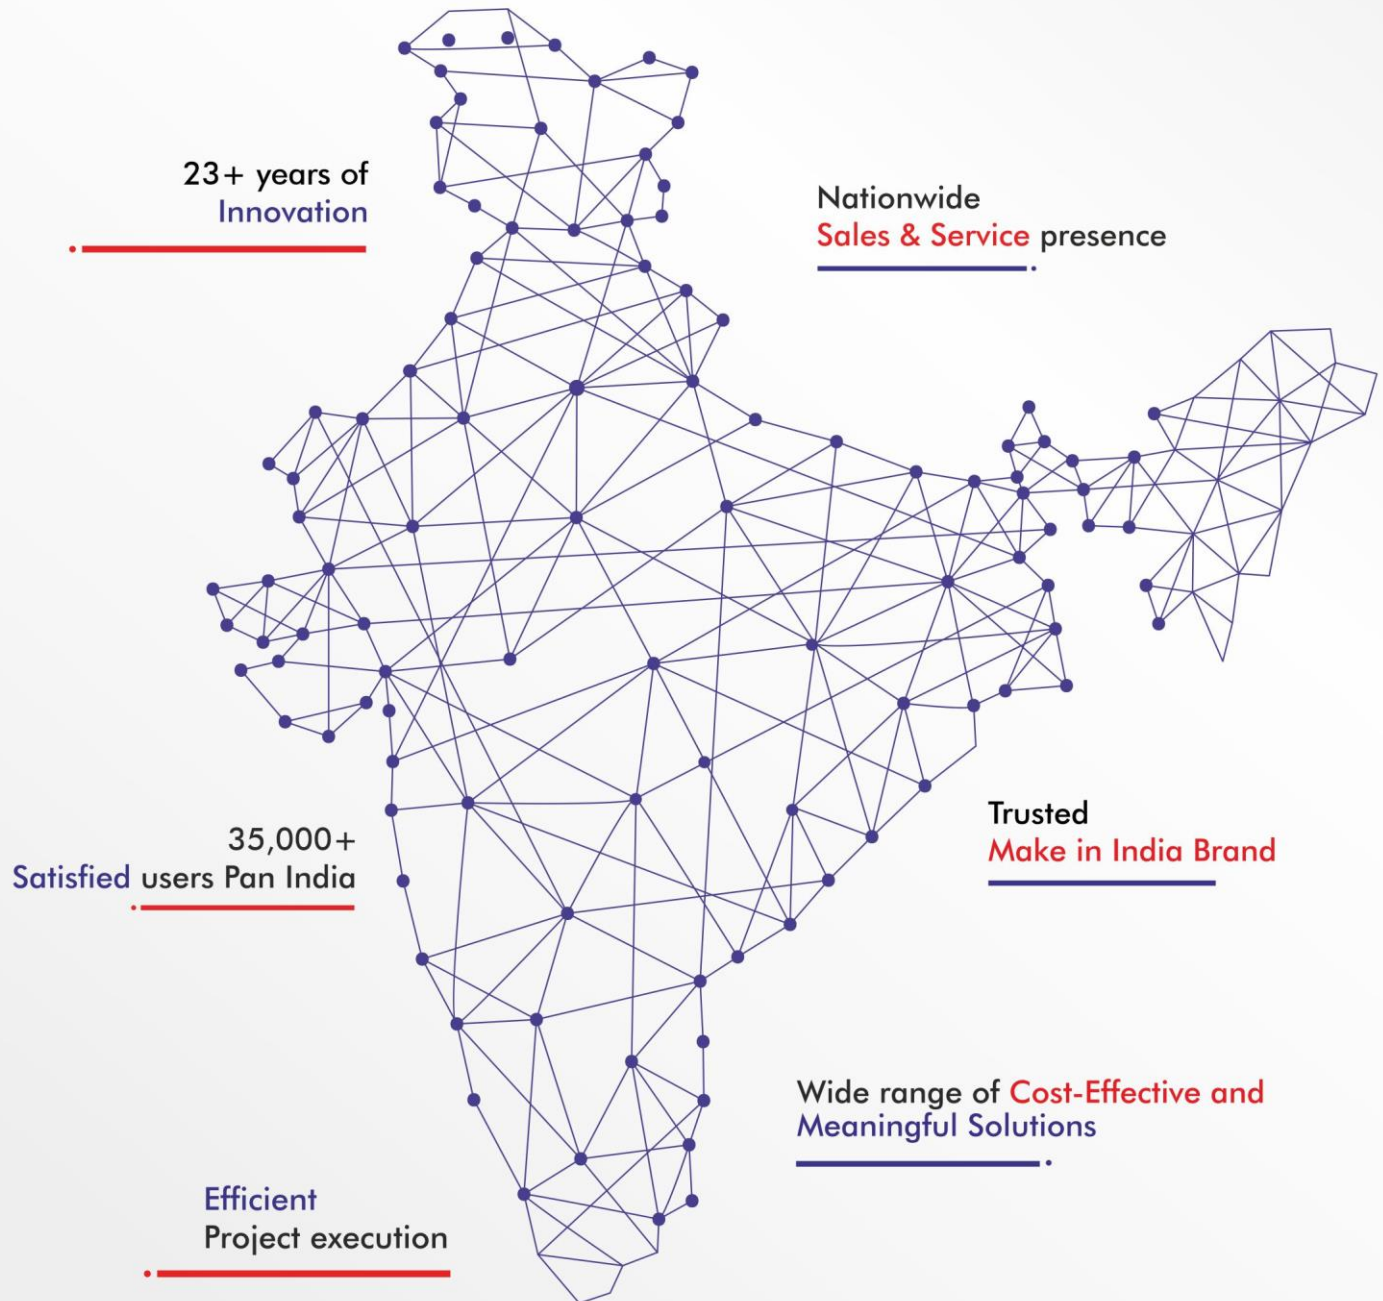 23+ years of
Innovation
Nationwide
Sales & Service presence
35,000+
Satisfied users Pan India
Trusted
Make in India Brand
Wide range of Cost-Effective and
Meaningful Solutions
Efficient
Project execution